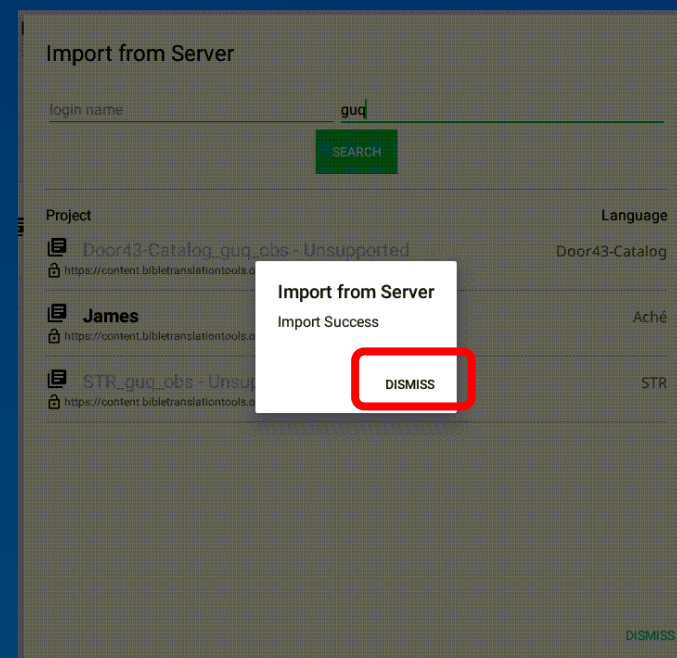 Import from Server
login name guq
SEARCH
Project Language
Door43-Catalog_guq_obs - Unsupported Door43-Catalog
https://content.bibletranslationtools.o
James Aché
https://content.bibletranslationtools.o
STR_guq_obs - Unsup STR
https://content.bibletranslationtools.o
Import from Server
Import Success
DISMISS
DISMISS